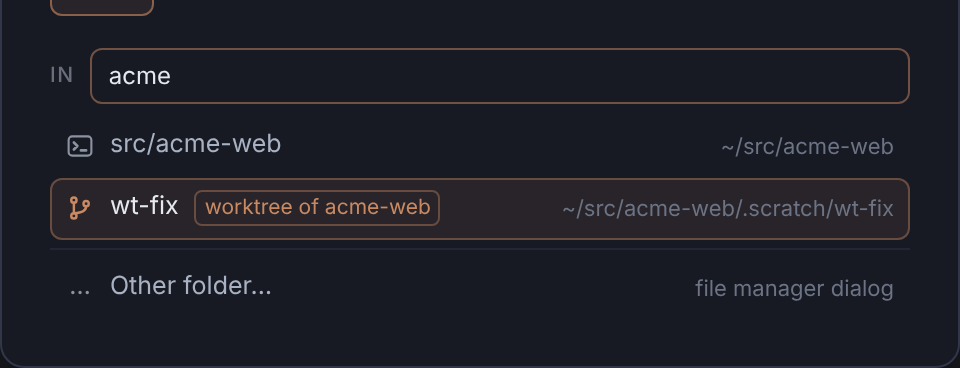 IN acme
src/acme-web ~/src/acme-web
wt-fix worktree of acme-web ~/src/acme-web/.scratch/wt-fix
... Other folder... file manager dialog